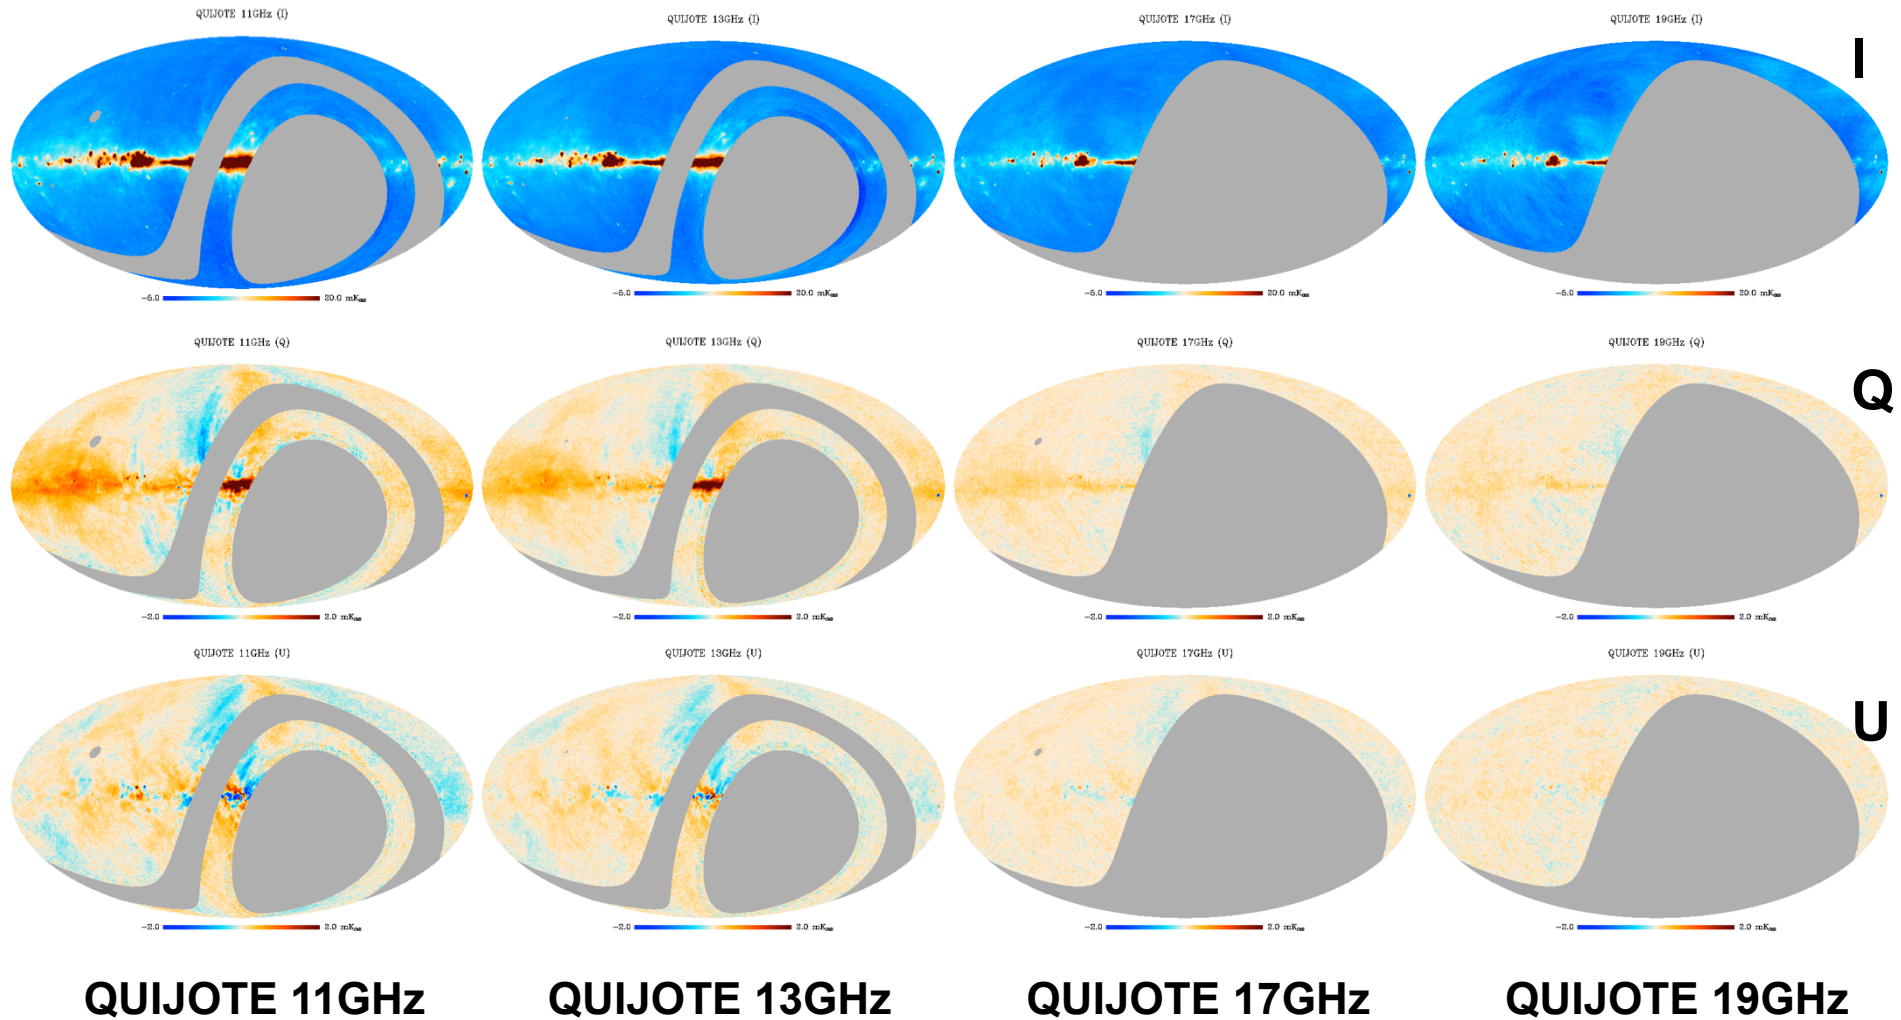 QUIJOTE 11GHz (I)
QUIJOTE 13GHz (I)
QUIJOTE 17GHz (I)
QUIJOTE 19GHz (I)
I
-5.0 20.0 mK
-5.0 20.0 mK
-5.0 20.0 mK
-5.0 20.0 mK
QUIJOTE 11GHz (Q)
QUIJOTE 13GHz (Q)
QUIJOTE 17GHz (Q)
QUIJOTE 19GHz (Q)
Q
-2.0 2.0 mK
-2.0 2.0 mK
-2.0 2.0 mK
-2.0 2.0 mK
QUIJOTE 11GHz (U)
QUIJOTE 13GHz (U)
QUIJOTE 17GHz (U)
QUIJOTE 19GHz (U)
U
-2.0 2.0 mK
-2.0 2.0 mK
-2.0 2.0 mK
-2.0 2.0 mK
QUIJOTE 11GHz
QUIJOTE 13GHz
QUIJOTE 17GHz
QUIJOTE 19GHz